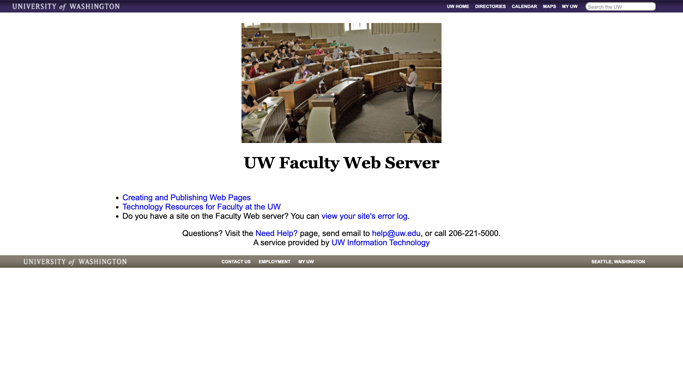 UNIVERSITY of WASHINGTON
UW HOME DIRECTORIES CALENDAR MAPS MY UW Search the UW
UW Faculty Web Server
• Creating and Publishing Web Pages
• Technology Resources for Faculty at the UW
• Do you have a site on the Faculty Web server? You can view your site's error log.
Questions? Visit the Need Help? page, send email to help@uw.edu, or call 206-221-5000.
A service provided by UW Information Technology
UNIVERSITY of WASHINGTON
CONTACT US EMPLOYMENT MY UW
SEATTLE, WASHINGTON